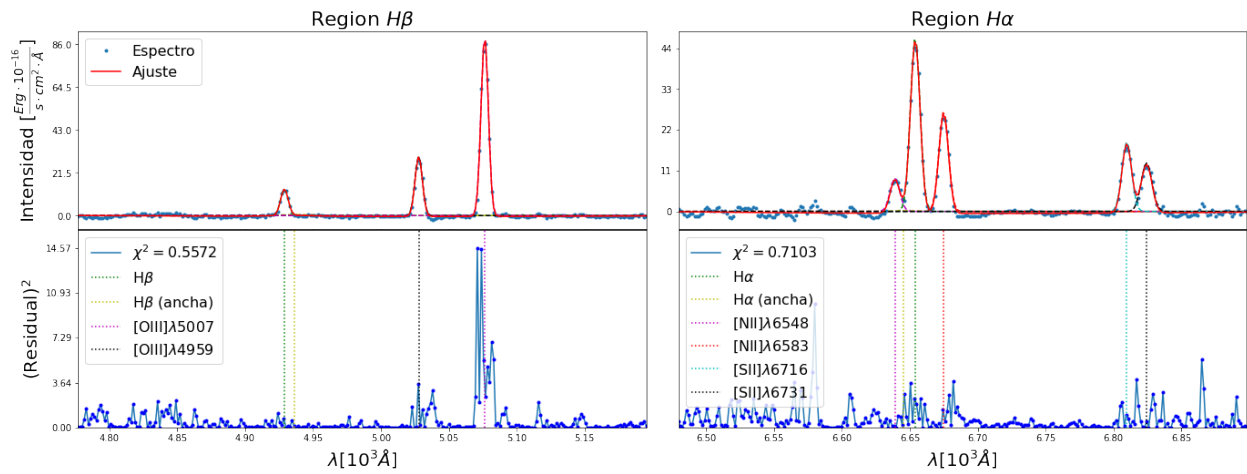 Region Hβ
Intensidad [Erg·10⁻¹⁶ / s·cm²·Å]
86.0
64.5
43.0
21.5
0.0
Espectro
Ajuste
(Residual)²
14.57
10.93
7.29
3.64
0.00
χ² = 0.5572
Hβ
Hβ (ancha)
[OIII]λ5007
[OIII]λ4959
4.80 4.85 4.90 4.95 5.00 5.05 5.10 5.15
λ[10³Å]
Region Hα
44
33
22
11
0
χ² = 0.7103
Hα
Hα (ancha)
[NII]λ6548
[NII]λ6583
[SII]λ6716
[SII]λ6731
6.50 6.55 6.60 6.65 6.70 6.75 6.80 6.85
λ[10³Å]